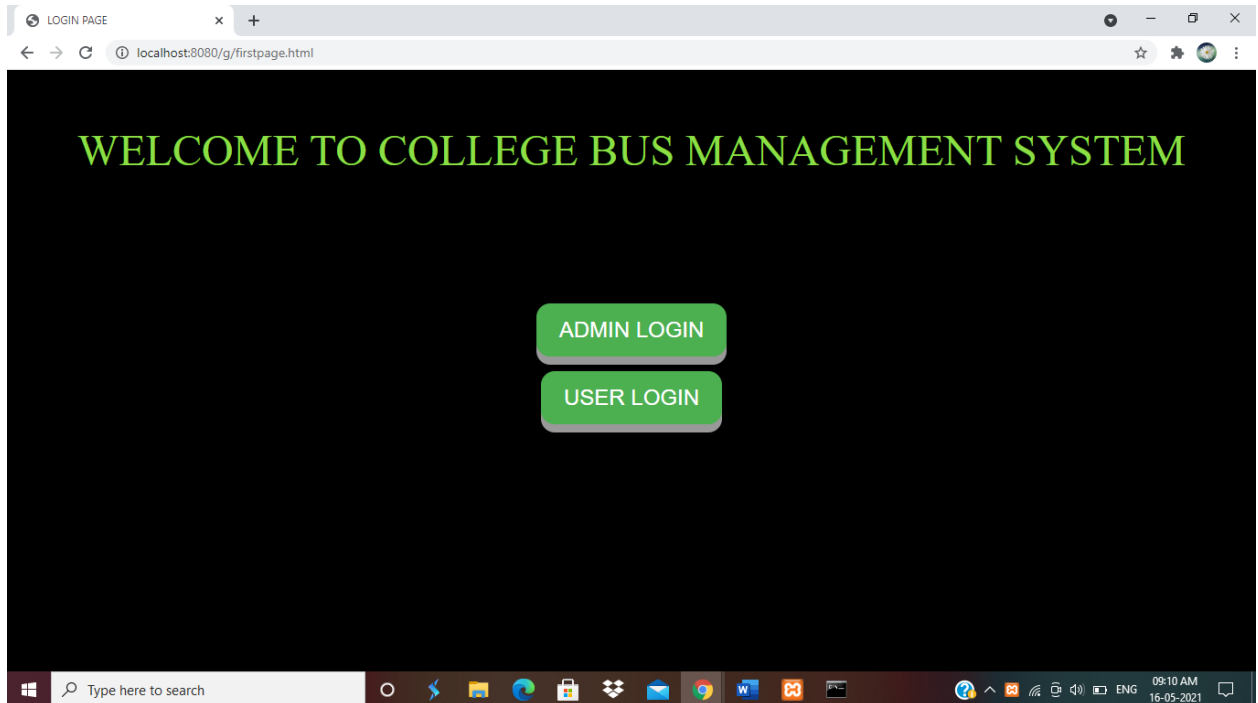 LOGIN PAGE
localhost:8080/g/firstpage.html
WELCOME TO COLLEGE BUS MANAGEMENT SYSTEM
ADMIN LOGIN
USER LOGIN
Type here to search
ENG
09:10 AM
16-05-2021